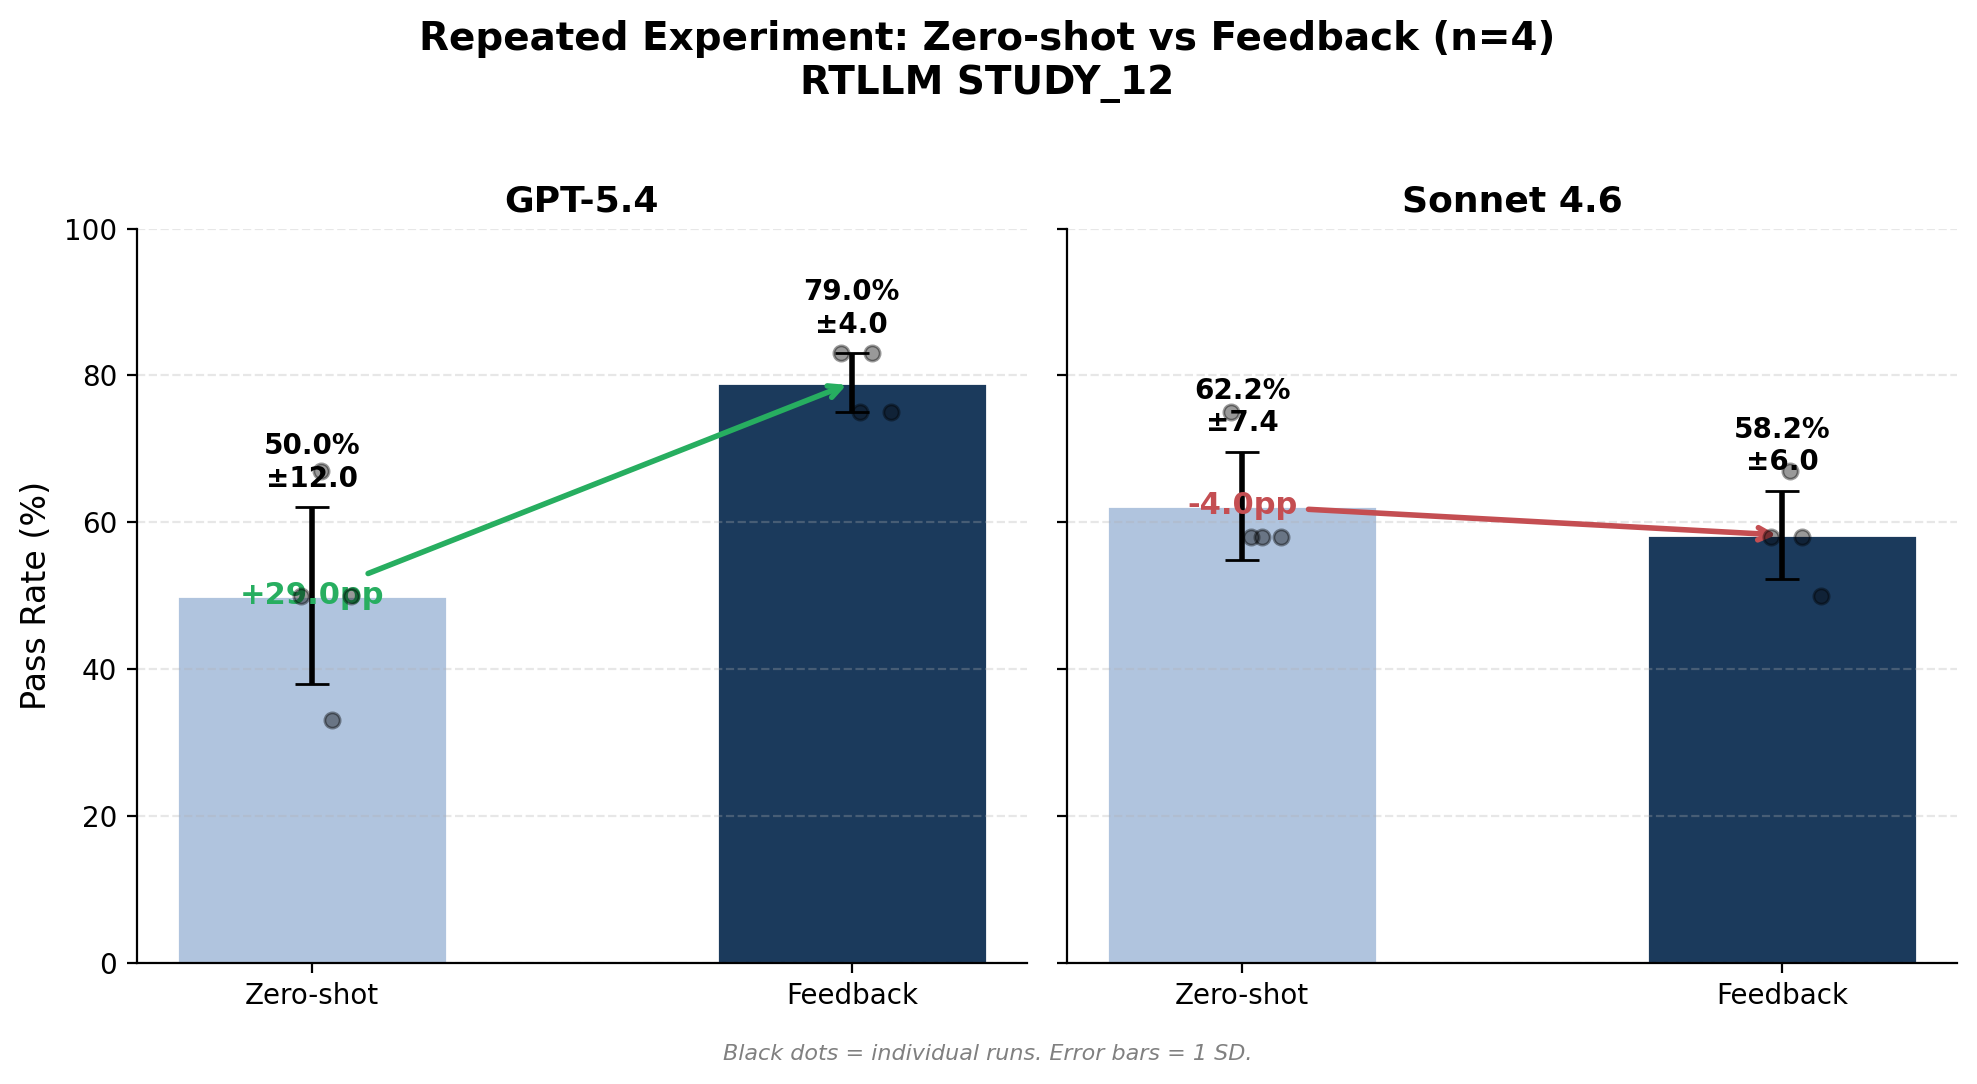 Repeated Experiment: Zero-shot vs Feedback (n=4)
RTLLM STUDY_12
GPT-5.4
Pass Rate (%)
100
80
60
40
20
0
50.0%
±12.0
+29.0pp
79.0%
±4.0
Zero-shot
Feedback
Sonnet 4.6
62.2%
±7.4
-4.0pp
58.2%
±6.0
Zero-shot
Feedback
Black dots = individual runs. Error bars = 1 SD.